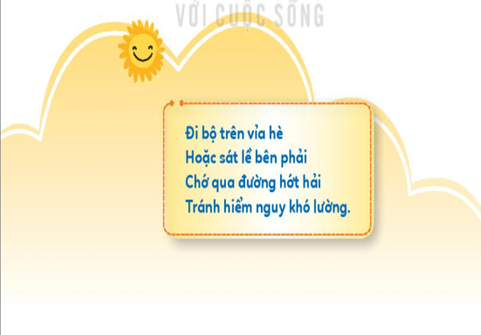 VỚI CUỘC SỐNG
Đi bộ trên vỉa hè
Hoặc sát lề bên phải
Chớ qua đường hớt hải
Tránh hiểm nguy khó lường.